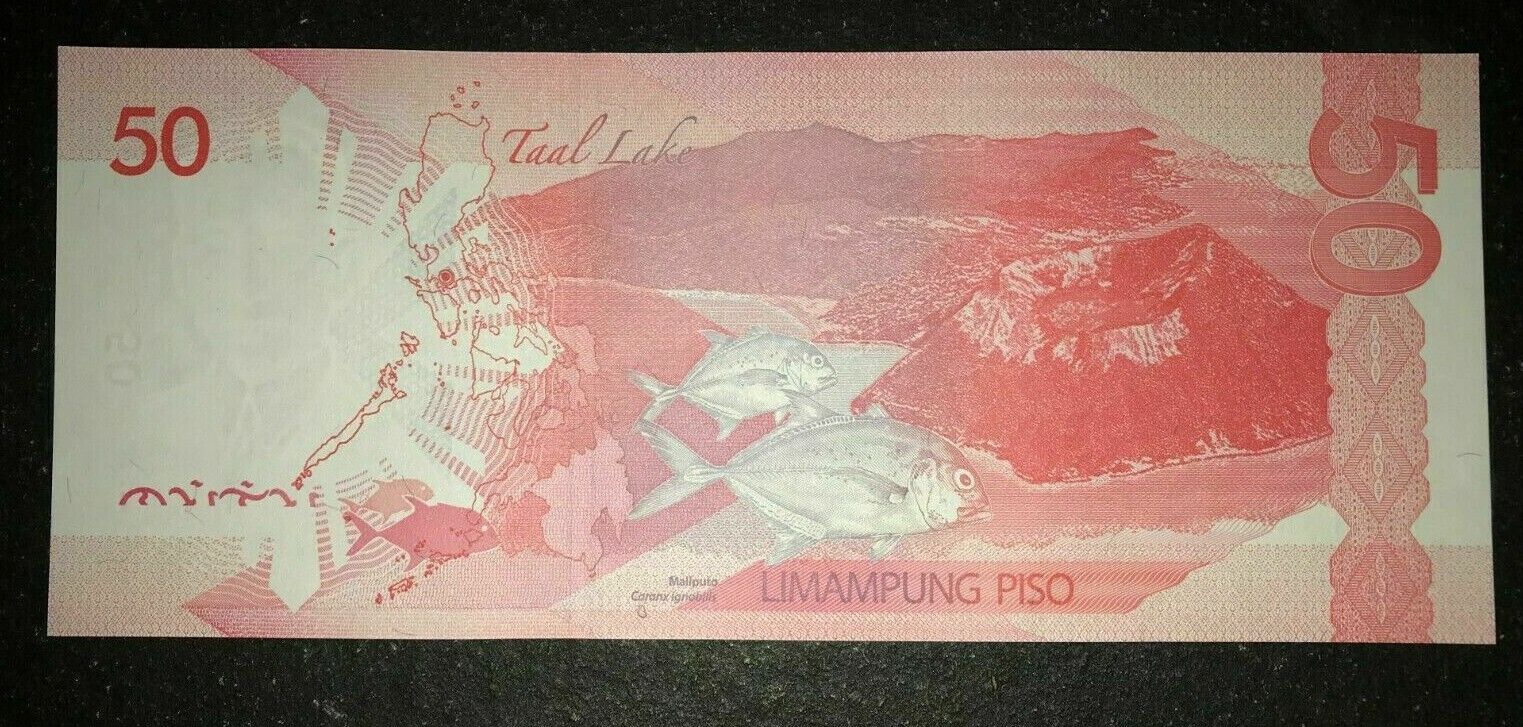 50
Taal Lake
50
Maliputo
Caranx ignobilis
LIMAMPUNG PISO